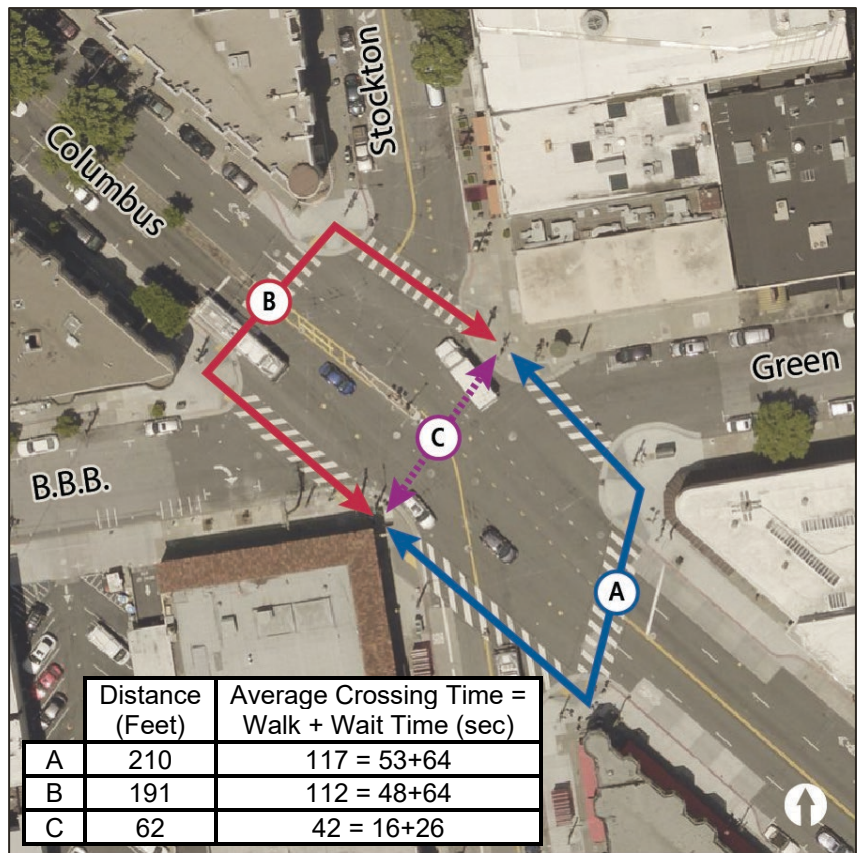 Stockton
Columbus
B
C
Green
B.B.B.
A
Distance
(Feet)
Average Crossing Time =
Walk + Wait Time (sec)
A 210 117 = 53+64
B 191 112 = 48+64
C 62 42 = 16+26